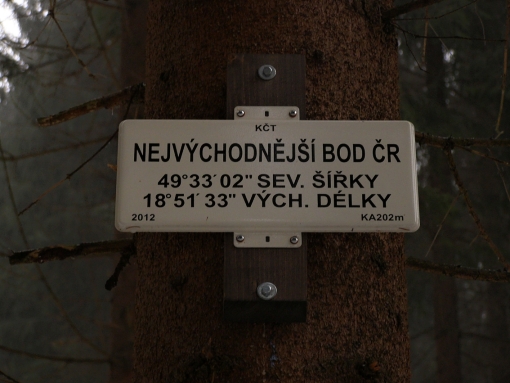 KČT
NEJVÝCHODNĚJŠÍ BOD ČR
49°33´02" SEV. ŠÍŘKY
18°51´33" VÝCH. DÉLKY
2012 KA202m